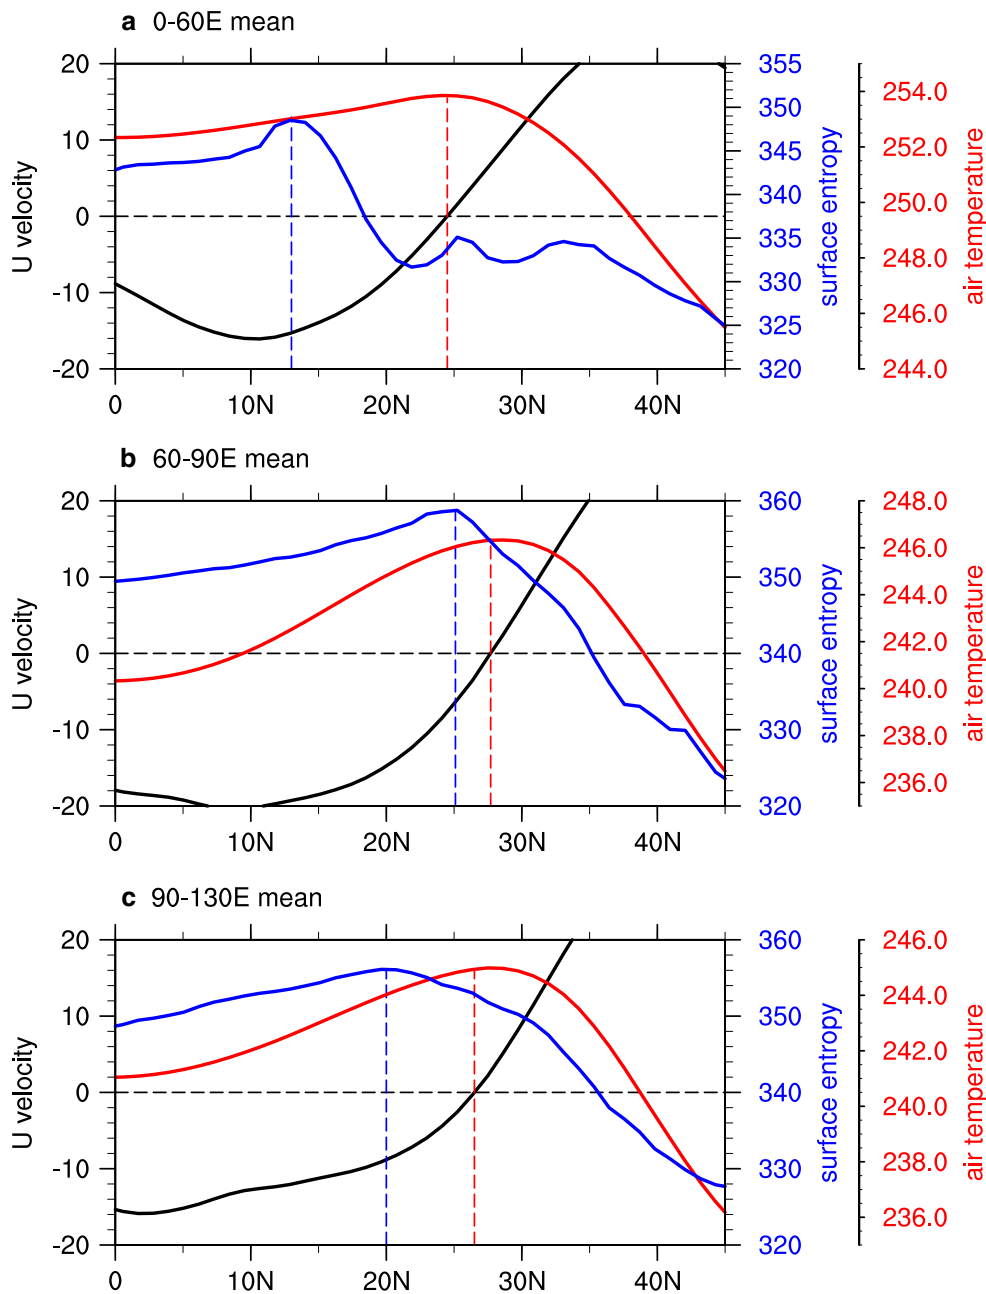 a 0-60E mean
20
10
0
-10
-20
U velocity
0
10N
20N
30N
40N
355
350
345
340
335
330
325
320
surface entropy
254.0
252.0
250.0
248.0
246.0
244.0
air temperature
b 60-90E mean
20
10
0
-10
-20
U velocity
0
10N
20N
30N
40N
360
350
340
330
320
surface entropy
248.0
246.0
244.0
242.0
240.0
238.0
236.0
air temperature
c 90-130E mean
20
10
0
-10
-20
U velocity
0
10N
20N
30N
40N
360
350
340
330
320
surface entropy
246.0
244.0
242.0
240.0
238.0
236.0
air temperature